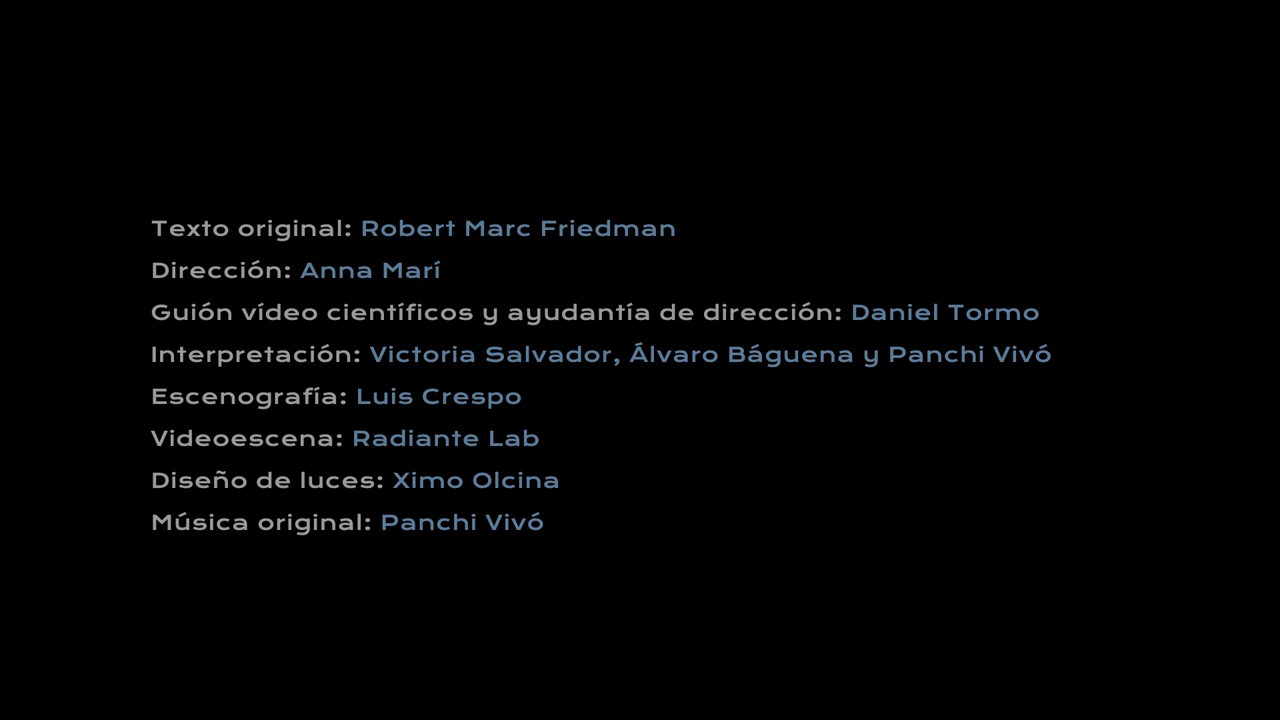 Texto original: Robert Marc Friedman
Dirección: Anna Marí
Guión vídeo científicos y ayudantía de dirección: Daniel Tormo
Interpretación: Victoria Salvador, Álvaro Báguena y Panchi Vivó
Escenografía: Luis Crespo
Videoescena: Radiante Lab
Diseño de luces: Ximo Olcina
Música original: Panchi Vivó